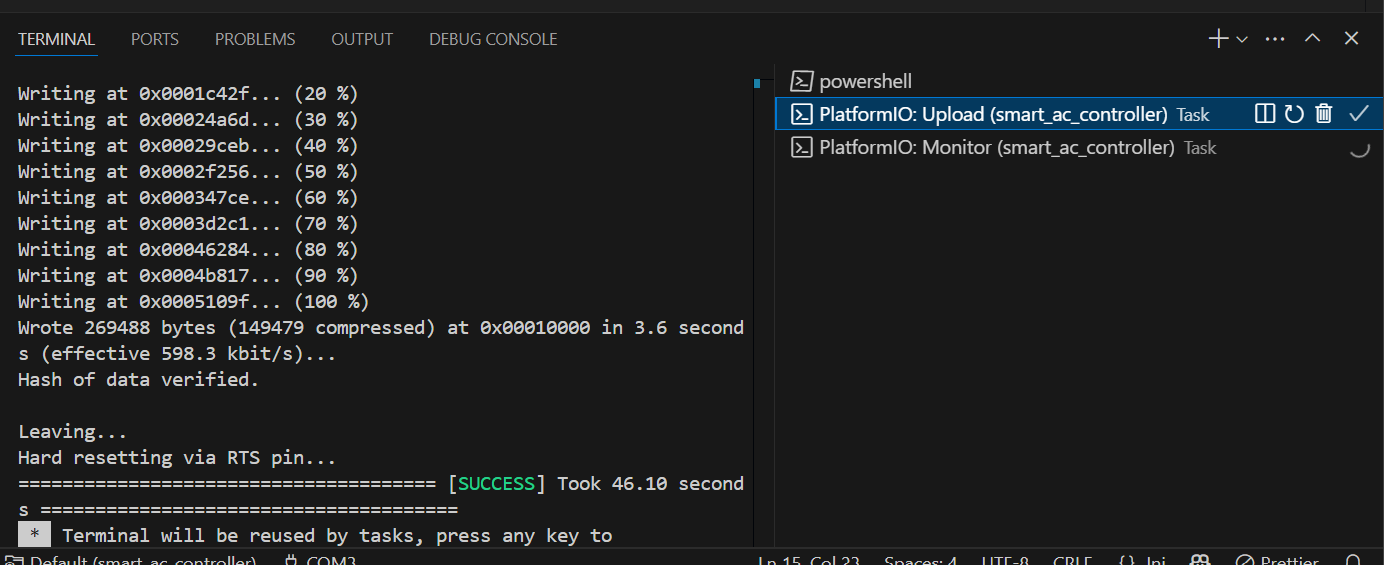 TERMINAL PORTS PROBLEMS OUTPUT DEBUG CONSOLE
Writing at 0x0001c42f... (20 %)
Writing at 0x00024a6d... (30 %)
Writing at 0x00029ceb... (40 %)
Writing at 0x0002f256... (50 %)
Writing at 0x000347ce... (60 %)
Writing at 0x0003d2c1... (70 %)
Writing at 0x00046284... (80 %)
Writing at 0x0004b817... (90 %)
Writing at 0x0005109f... (100 %)
Wrote 269488 bytes (149479 compressed) at 0x00010000 in 3.6 second
s (effective 598.3 kbit/s)...
Hash of data verified.
Leaving...
Hard resetting via RTS pin...
====================================== [SUCCESS] Took 46.10 second
s ======================================
* Terminal will be reused by tasks, press any key to
powershell
PlatformIO: Upload (smart_ac_controller) Task
PlatformIO: Monitor (smart_ac_controller) Task
Default (smart_ac_controller) COM3 Ln 15, Col 23 Spaces: 4 UTF-8 CRLF {} Ini Prettier